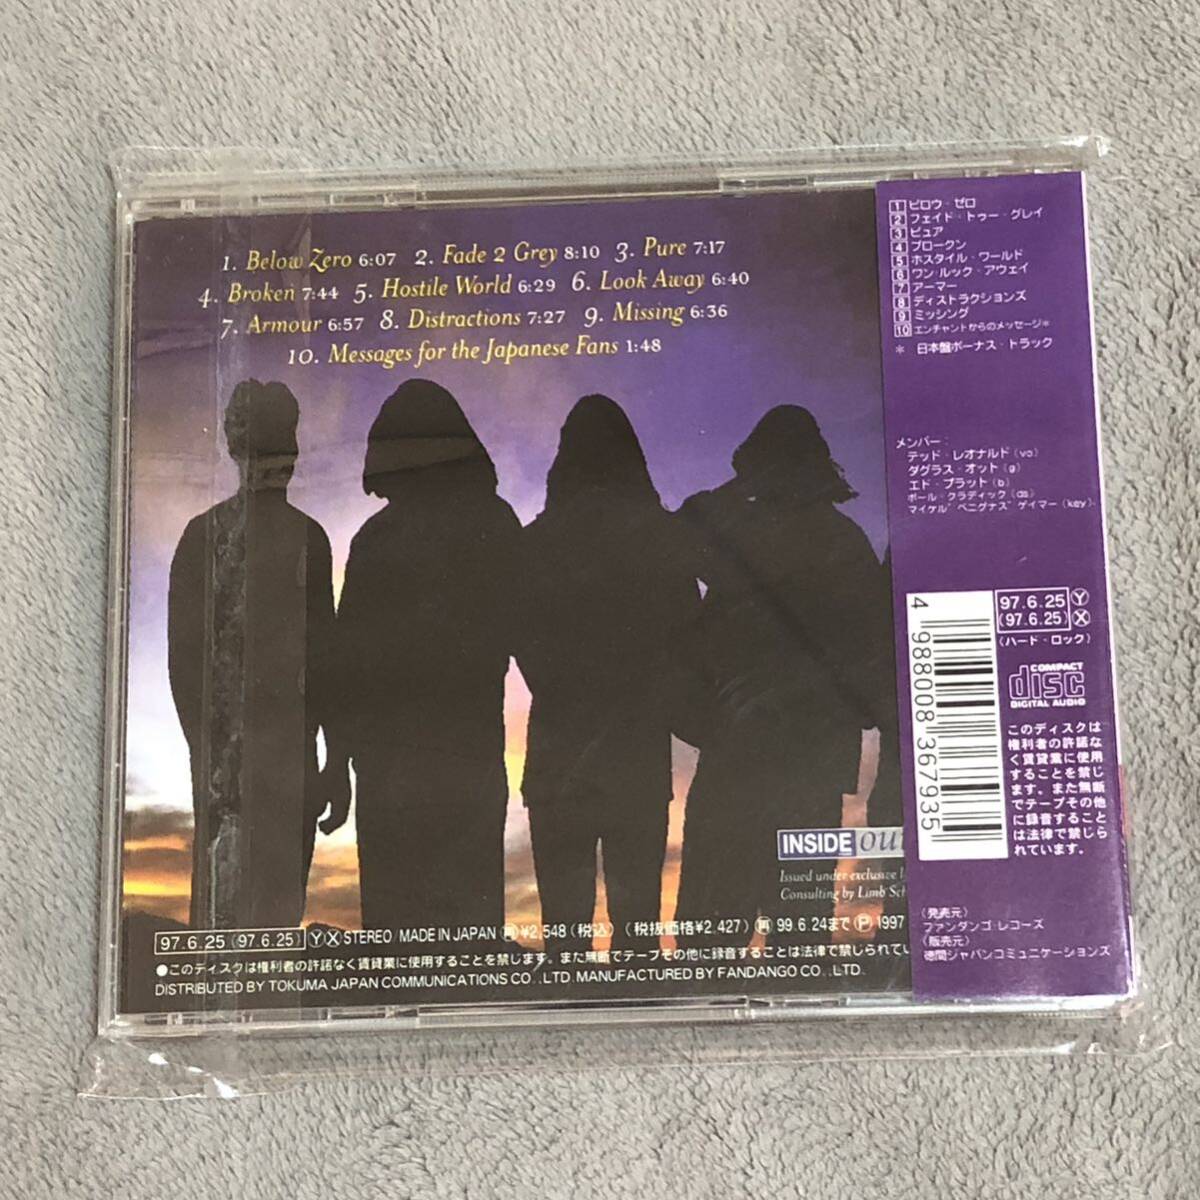 1. Below Zero 6:07 2. Fade 2 Grey 8:10 3. Pure 7:17
4. Broken 7:44 5. Hostile World 6:29 6. Look Away 6:40
7. Armour 6:57 8. Distractions 7:27 9. Missing 6:36
10. Messages for the Japanese Fans 1:48
INSIDE out
Issued under exclusive
Consulting by Limb Sch
97.6.25 (97.6.25) Ⓨ Ⓧ STEREO / MADE IN JAPAN 再 ¥2,548(税込) (税抜価格¥2,427) 再 99.6.24まで Ⓟ 1997
●このディスクは権利者の許諾なく賃貸業に使用することを禁じます。また無断でテープその他に録音することは法律で禁じられてい
DISTRIBUTED BY TOKUMA JAPAN COMMUNICATIONS CO.,LTD. MANUFACTURED BY FANDANGO CO.,LTD.
1 ビロウ・ゼロ
2 フェイド・トゥー・グレイ
3 ピュア
4 ブロークン
5 ホスタイル・ワールド
6 ワン・ルック・アウェイ
7 アーマー
8 ディストラクションズ
9 ミッシング
10 エンチャントからのメッセージ*
* 日本盤ボーナス・トラック
メンバー:
テッド・レオナルド(vo)
ダグラス・オット(g)
エド・プラット(b)
ポール・クラディック(ds)
マイケル"ベニグナス"ゲイマー(key)
97.6.25 Ⓨ
(97.6.25) Ⓧ
(ハード・ロック)
COMPACT
disc
DIGITAL AUDIO
4 988008 367935
このディスクは
権利者の許諾な
く賃貸業に使用
することを禁じ
ます。また無断
でテープその他
に録音すること
は法律で禁じら
れています。
(発売元)
ファンダンゴ・レコーズ
(販売元)
徳間ジャパンコミュニケーションズ